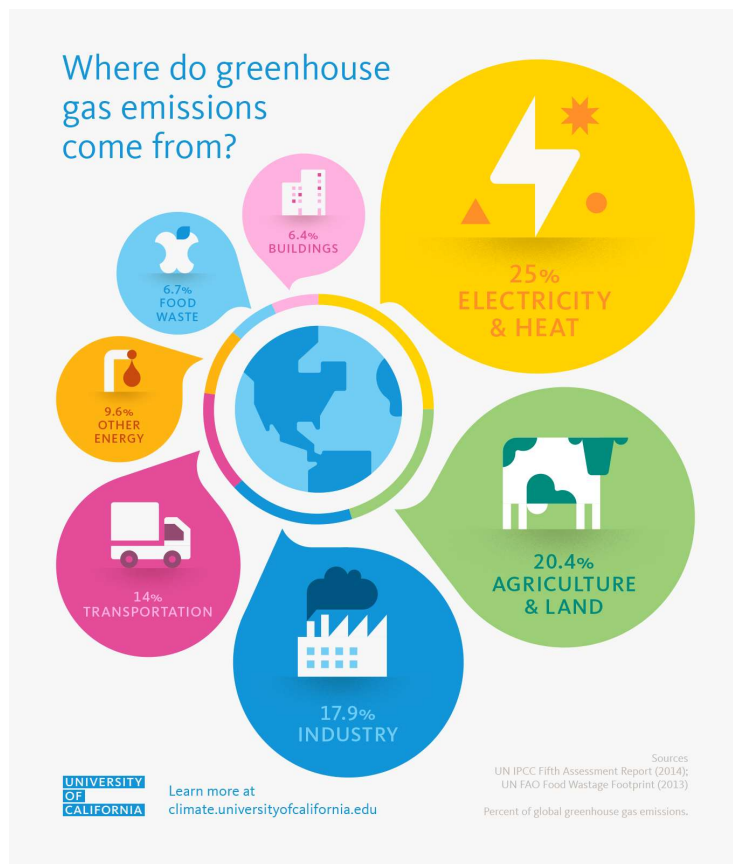 Where do greenhouse
gas emissions
come from?
6.4%
BUILDINGS
6.7%
FOOD
WASTE
25%
ELECTRICITY
& HEAT
9.6%
OTHER
ENERGY
20.4%
AGRICULTURE
& LAND
14%
TRANSPORTATION
17.9%
INDUSTRY
UNIVERSITY
OF
CALIFORNIA
Learn more at
climate.universityofcalifornia.edu
Sources
UN IPCC Fifth Assessment Report (2014);
UN FAO Food Wastage Footprint (2013)
Percent of global greenhouse gas emissions.